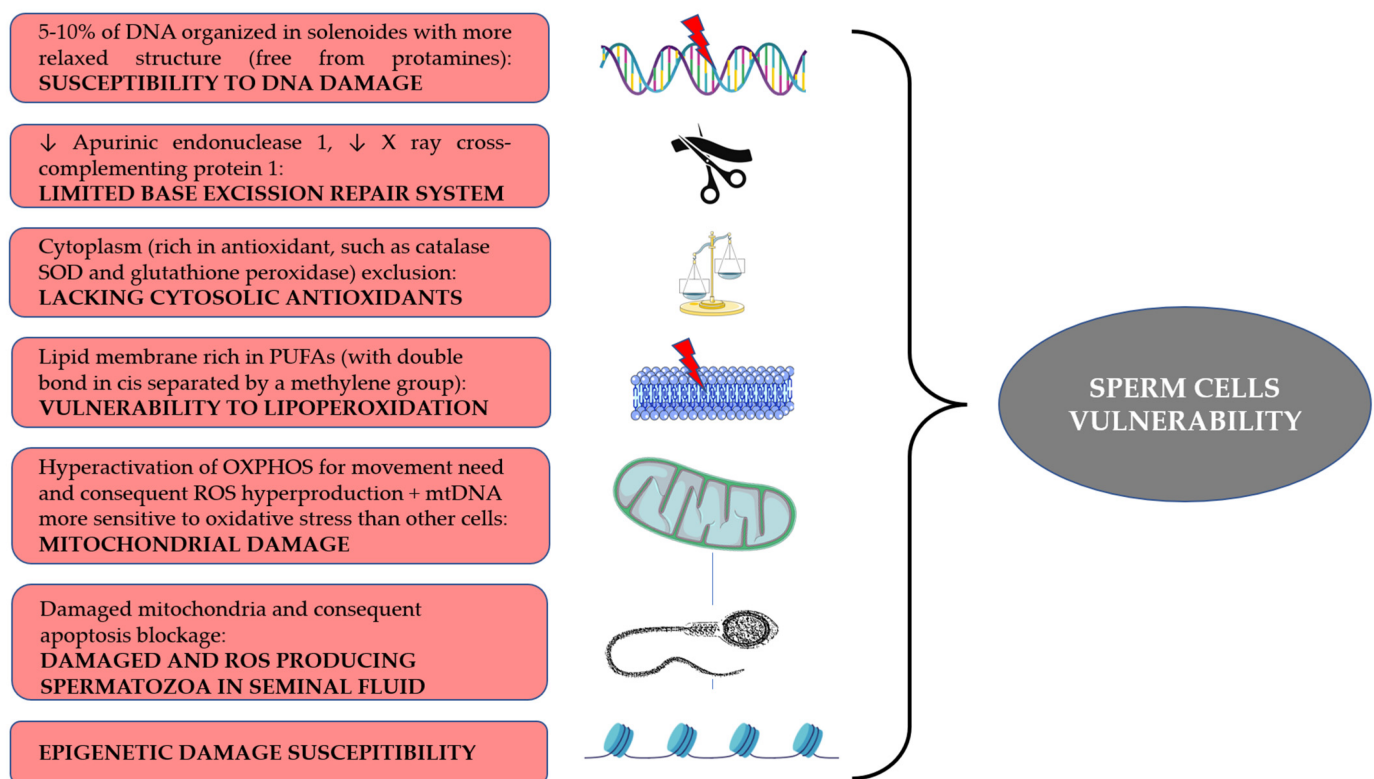 5-10% of DNA organized in solenoides with more
relaxed structure (free from protamines):
SUSCEPTIBILITY TO DNA DAMAGE
↓ Apurinic endonuclease 1, ↓ X ray cross-
complementing protein 1:
LIMITED BASE EXCISSION REPAIR SYSTEM
Cytoplasm (rich in antioxidant, such as catalase
SOD and glutathione peroxidase) exclusion:
LACKING CYTOSOLIC ANTIOXIDANTS
Lipid membrane rich in PUFAs (with double
bond in cis separated by a methylene group):
VULNERABILITY TO LIPOPEROXIDATION
Hyperactivation of OXPHOS for movement need
and consequent ROS hyperproduction + mtDNA
more sensitive to oxidative stress than other cells:
MITOCHONDRIAL DAMAGE
Damaged mitochondria and consequent
apoptosis blockage:
DAMAGED AND ROS PRODUCING
SPERMATOZOA IN SEMINAL FLUID
EPIGENETIC DAMAGE SUSCEPITIBILITY
SPERM CELLS
VULNERABILITY